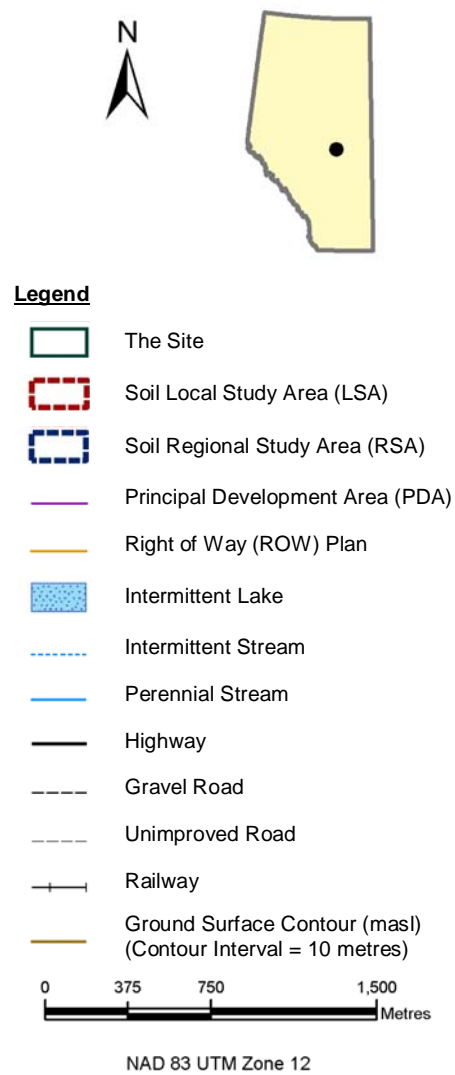 N
Legend
The Site
Soil Local Study Area (LSA)
Soil Regional Study Area (RSA)
Principal Development Area (PDA)
Right of Way (ROW) Plan
Intermittent Lake
Intermittent Stream
Perennial Stream
Highway
Gravel Road
Unimproved Road
Railway
Ground Surface Contour (masl)
(Contour Interval = 10 metres)
0 375 750 1,500
Metres
NAD 83 UTM Zone 12